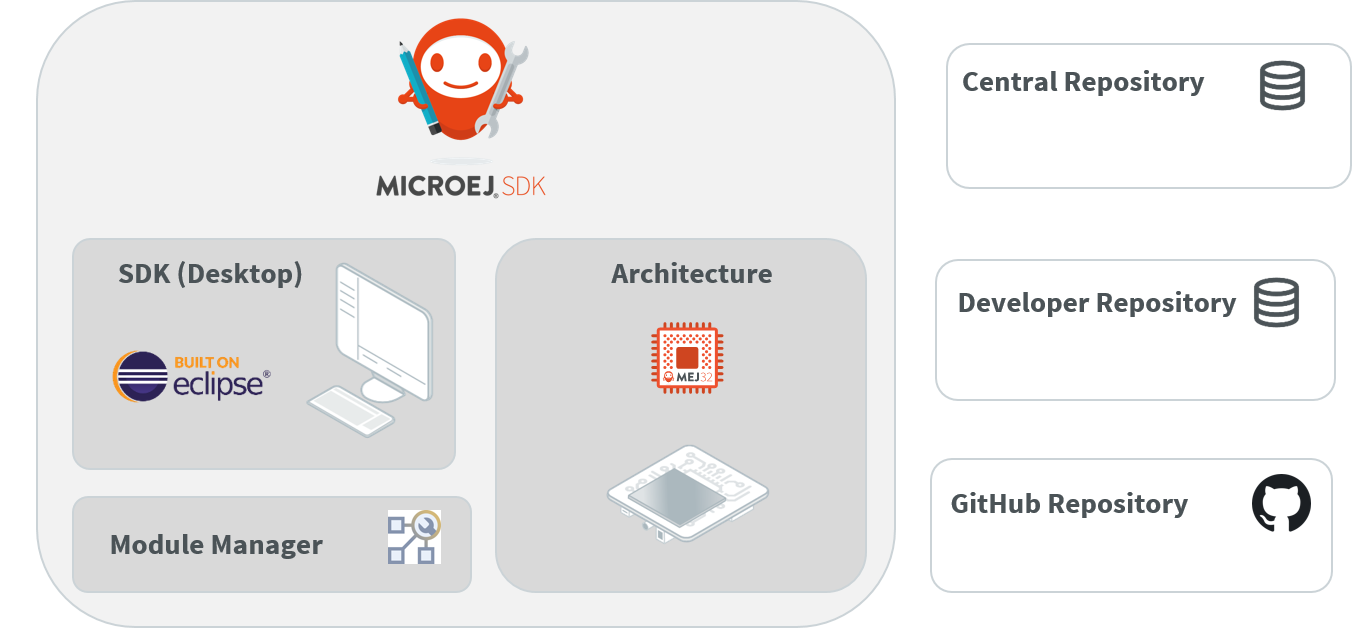 MICROEJ® SDK
SDK (Desktop)
BUILT ON
eclipse®
Module Manager
Architecture
MEJ32
Central Repository
Developer Repository
GitHub Repository